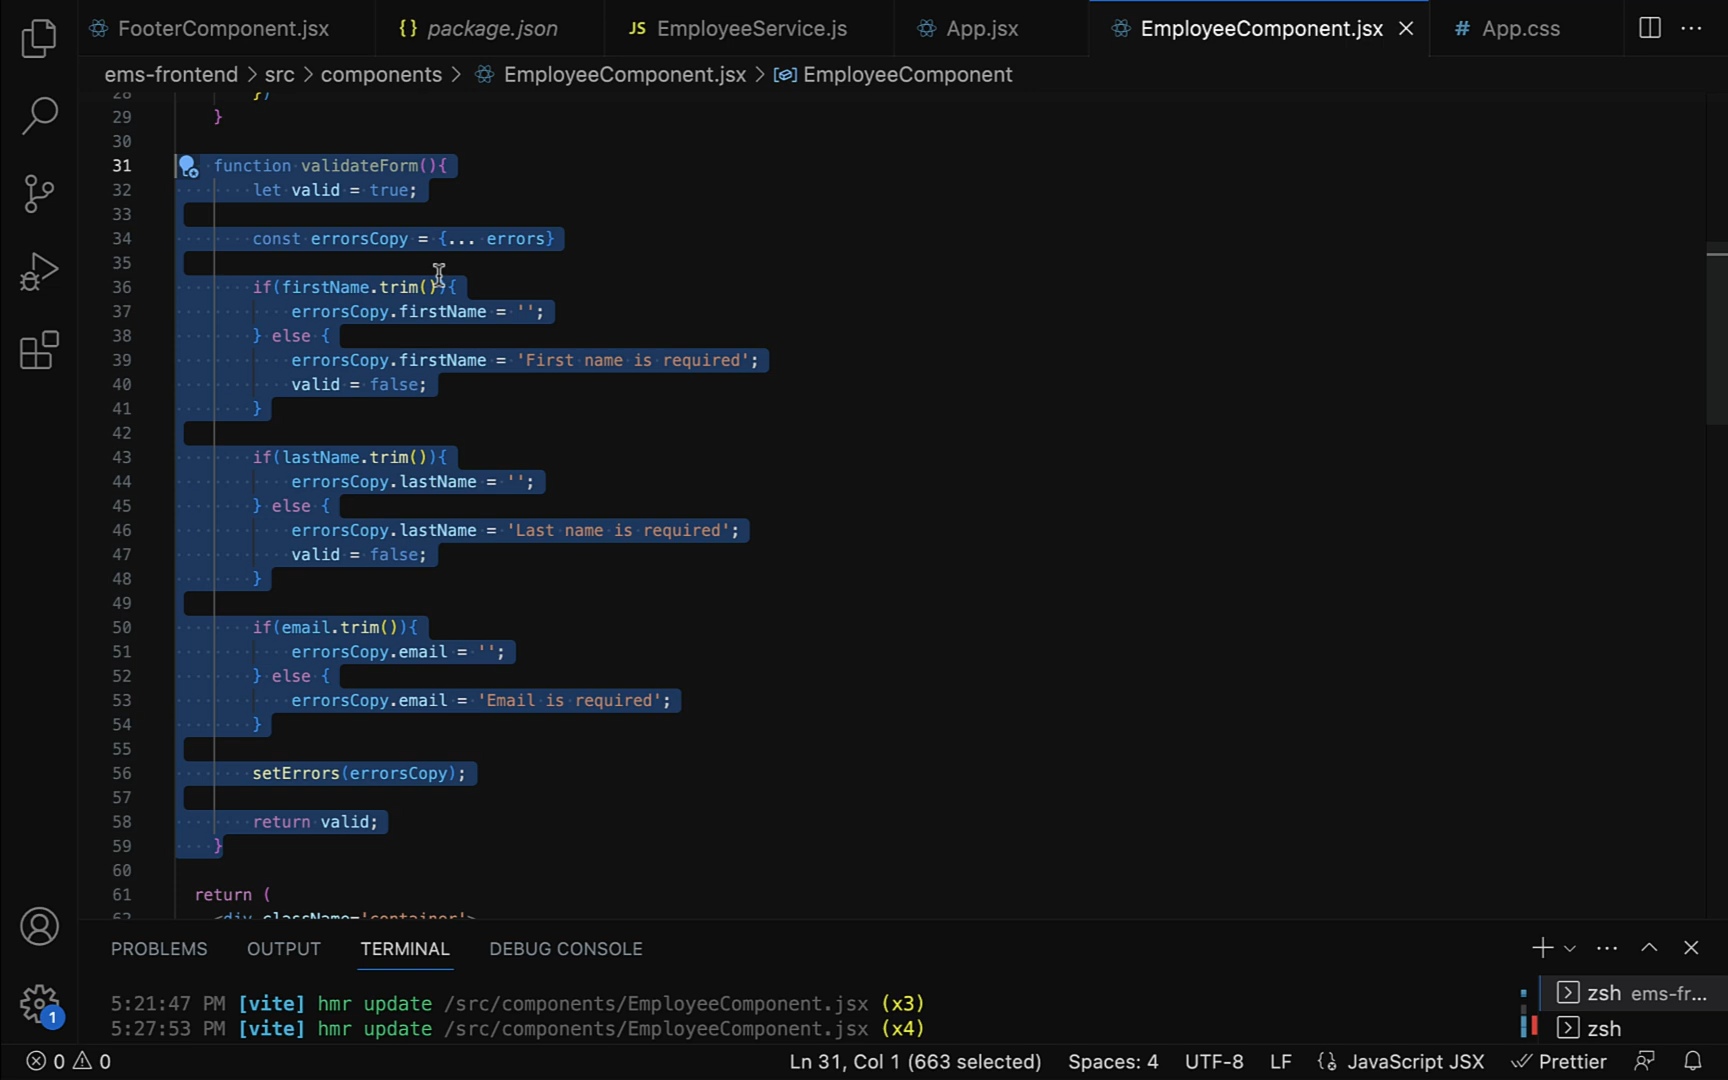 FooterComponent.jsx {} package.json JS EmployeeService.js App.jsx EmployeeComponent.jsx # App.css ...
ems-frontend > src > components > EmployeeComponent.jsx > EmployeeComponent
28 })
29 }
30
31 function validateForm(){
32 let valid = true;
33
34 const errorsCopy = {... errors}
35
36 if(firstName.trim()){
37 errorsCopy.firstName = '';
38 } else {
39 errorsCopy.firstName = 'First name is required';
40 valid = false;
41 }
42
43 if(lastName.trim()){
44 errorsCopy.lastName = '';
45 } else {
46 errorsCopy.lastName = 'Last name is required';
47 valid = false;
48 }
49
50 if(email.trim()){
51 errorsCopy.email = '';
52 } else {
53 errorsCopy.email = 'Email is required';
54 }
55
56 setErrors(errorsCopy);
57
58 return valid;
59 }
60
61 return (
62 <div className='container'>
PROBLEMS OUTPUT TERMINAL DEBUG CONSOLE
5:21:47 PM [vite] hmr update /src/components/EmployeeComponent.jsx (x3)
5:27:53 PM [vite] hmr update /src/components/EmployeeComponent.jsx (x4)
zsh ems-fr...
zsh
1
0 0 Ln 31, Col 1 (663 selected) Spaces: 4 UTF-8 LF {} JavaScript JSX Prettier